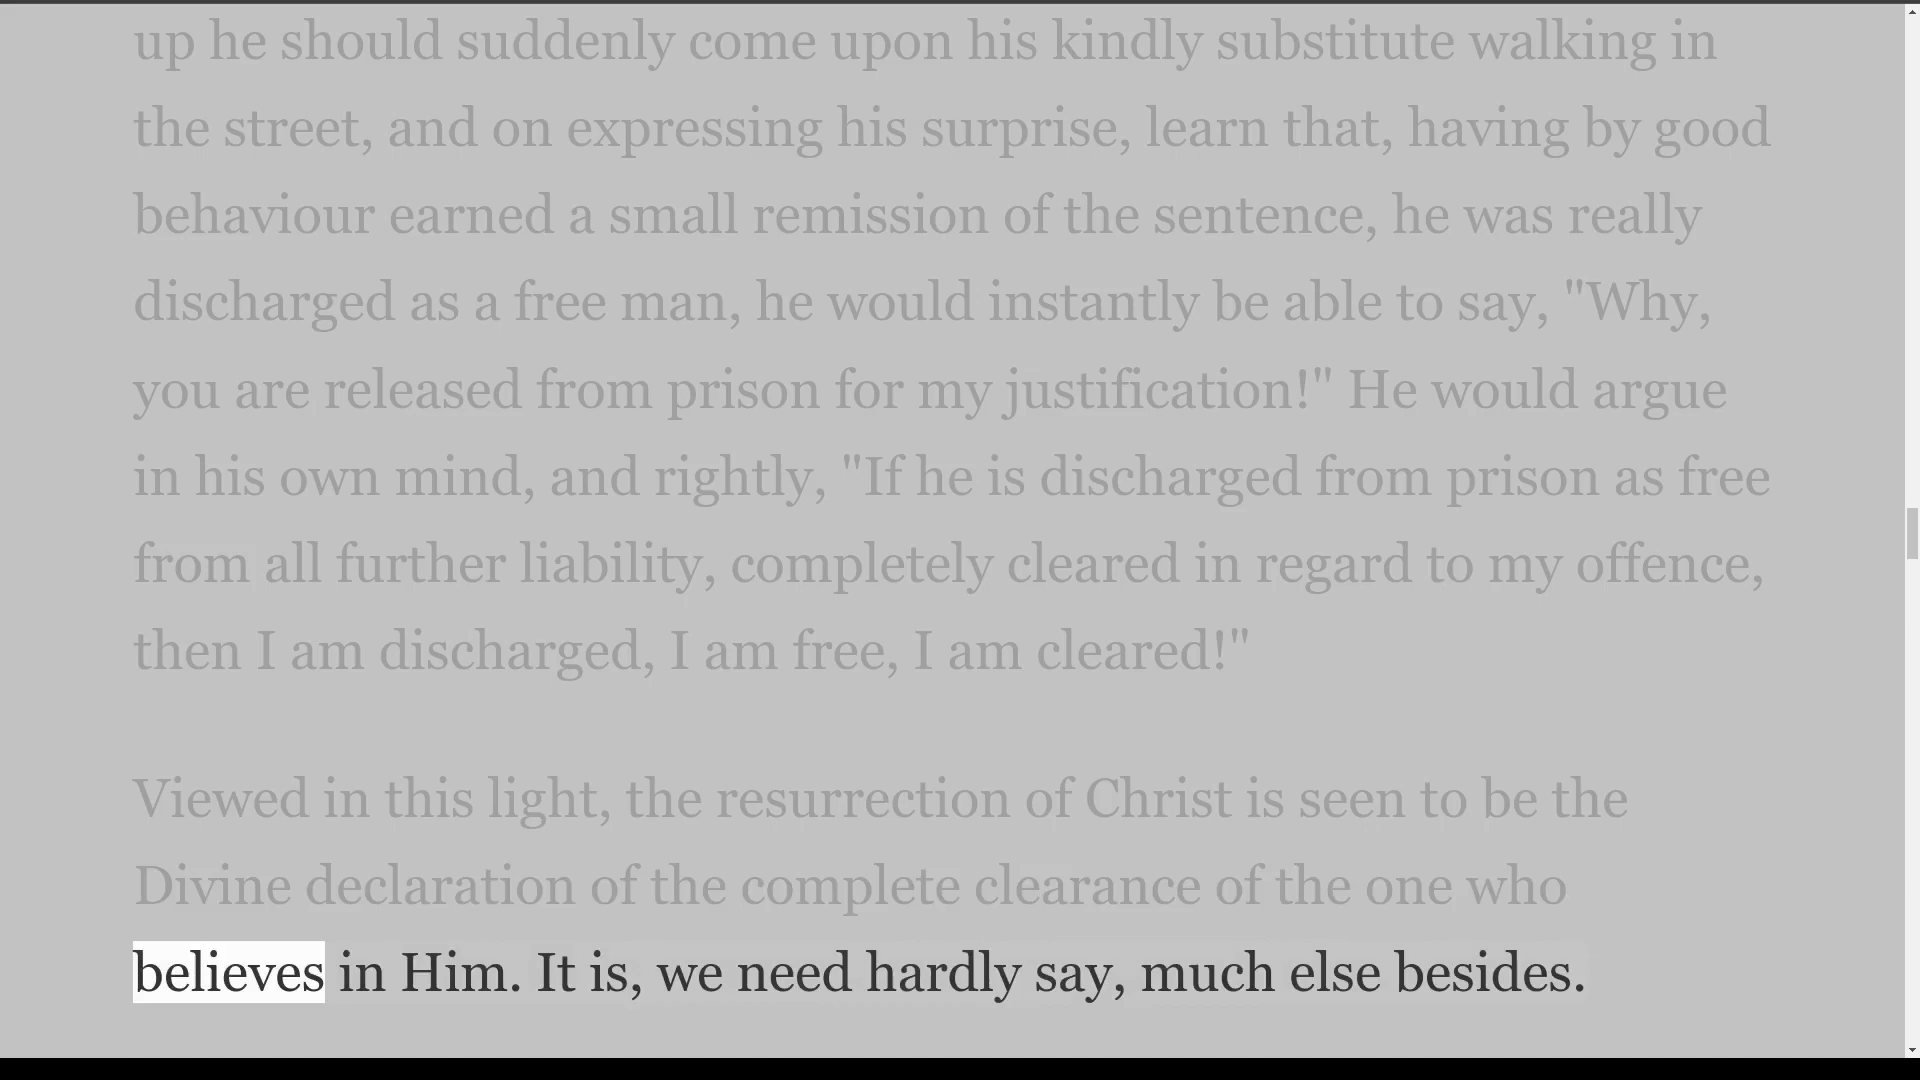 up he should suddenly come upon his kindly substitute walking in
the street, and on expressing his surprise, learn that, having by good
behaviour earned a small remission of the sentence, he was really
discharged as a free man, he would instantly be able to say, "Why,
you are released from prison for my justification!" He would argue
in his own mind, and rightly, "If he is discharged from prison as free
from all further liability, completely cleared in regard to my offence,
then I am discharged, I am free, I am cleared!"
Viewed in this light, the resurrection of Christ is seen to be the
Divine declaration of the complete clearance of the one who
believes in Him. It is, we need hardly say, much else besides.